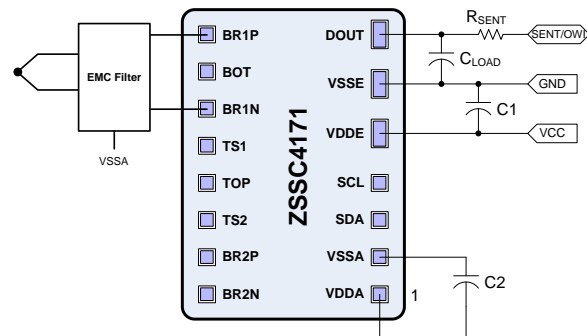 BR1P
BOT
BR1N
TS1
TOP
TS2
BR2P
BR2N
ZSSC4171
DOUT
VSSE
VDDE
SCL
SDA
VSSA
VDDA
1
EMC Filter
VSSA
RSENT
CLOAD
C1
C2
SENT/OWI
GND
VCC